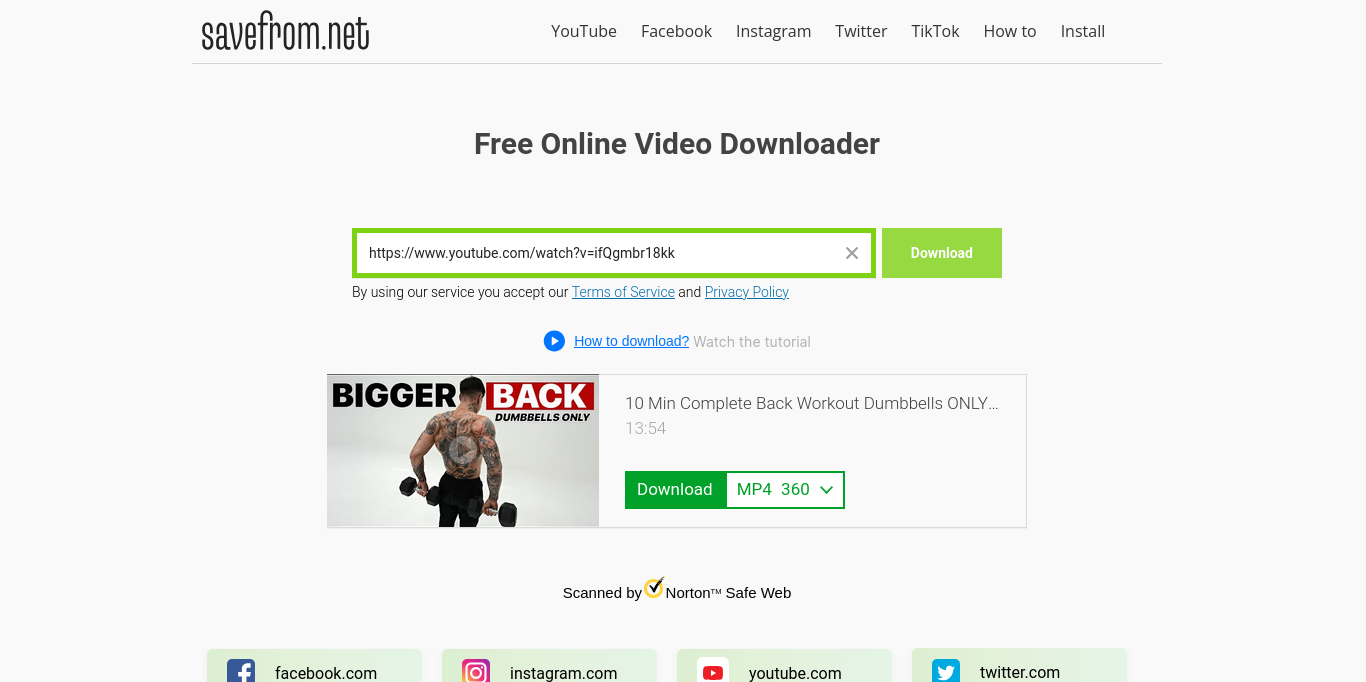 savefrom.net
YouTube Facebook Instagram Twitter TikTok How to Install
Free Online Video Downloader
https://www.youtube.com/watch?v=ifQgmbr18kk
Download
By using our service you accept our Terms of Service and Privacy Policy
How to download? Watch the tutorial
BIGGER BACK
DUMBBELLS ONLY
10 Min Complete Back Workout Dumbbells ONLY...
13:54
Download MP4 360
Scanned by Norton™ Safe Web
facebook.com instagram.com youtube.com twitter.com